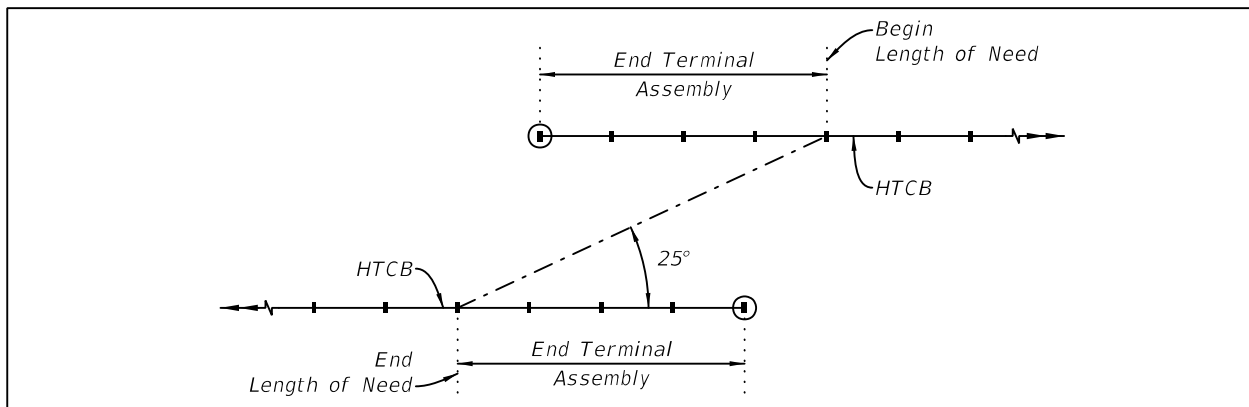 Begin
Length of Need
End Terminal
Assembly
HTCB
25°
HTCB
End Terminal
Assembly
End
Length of Need